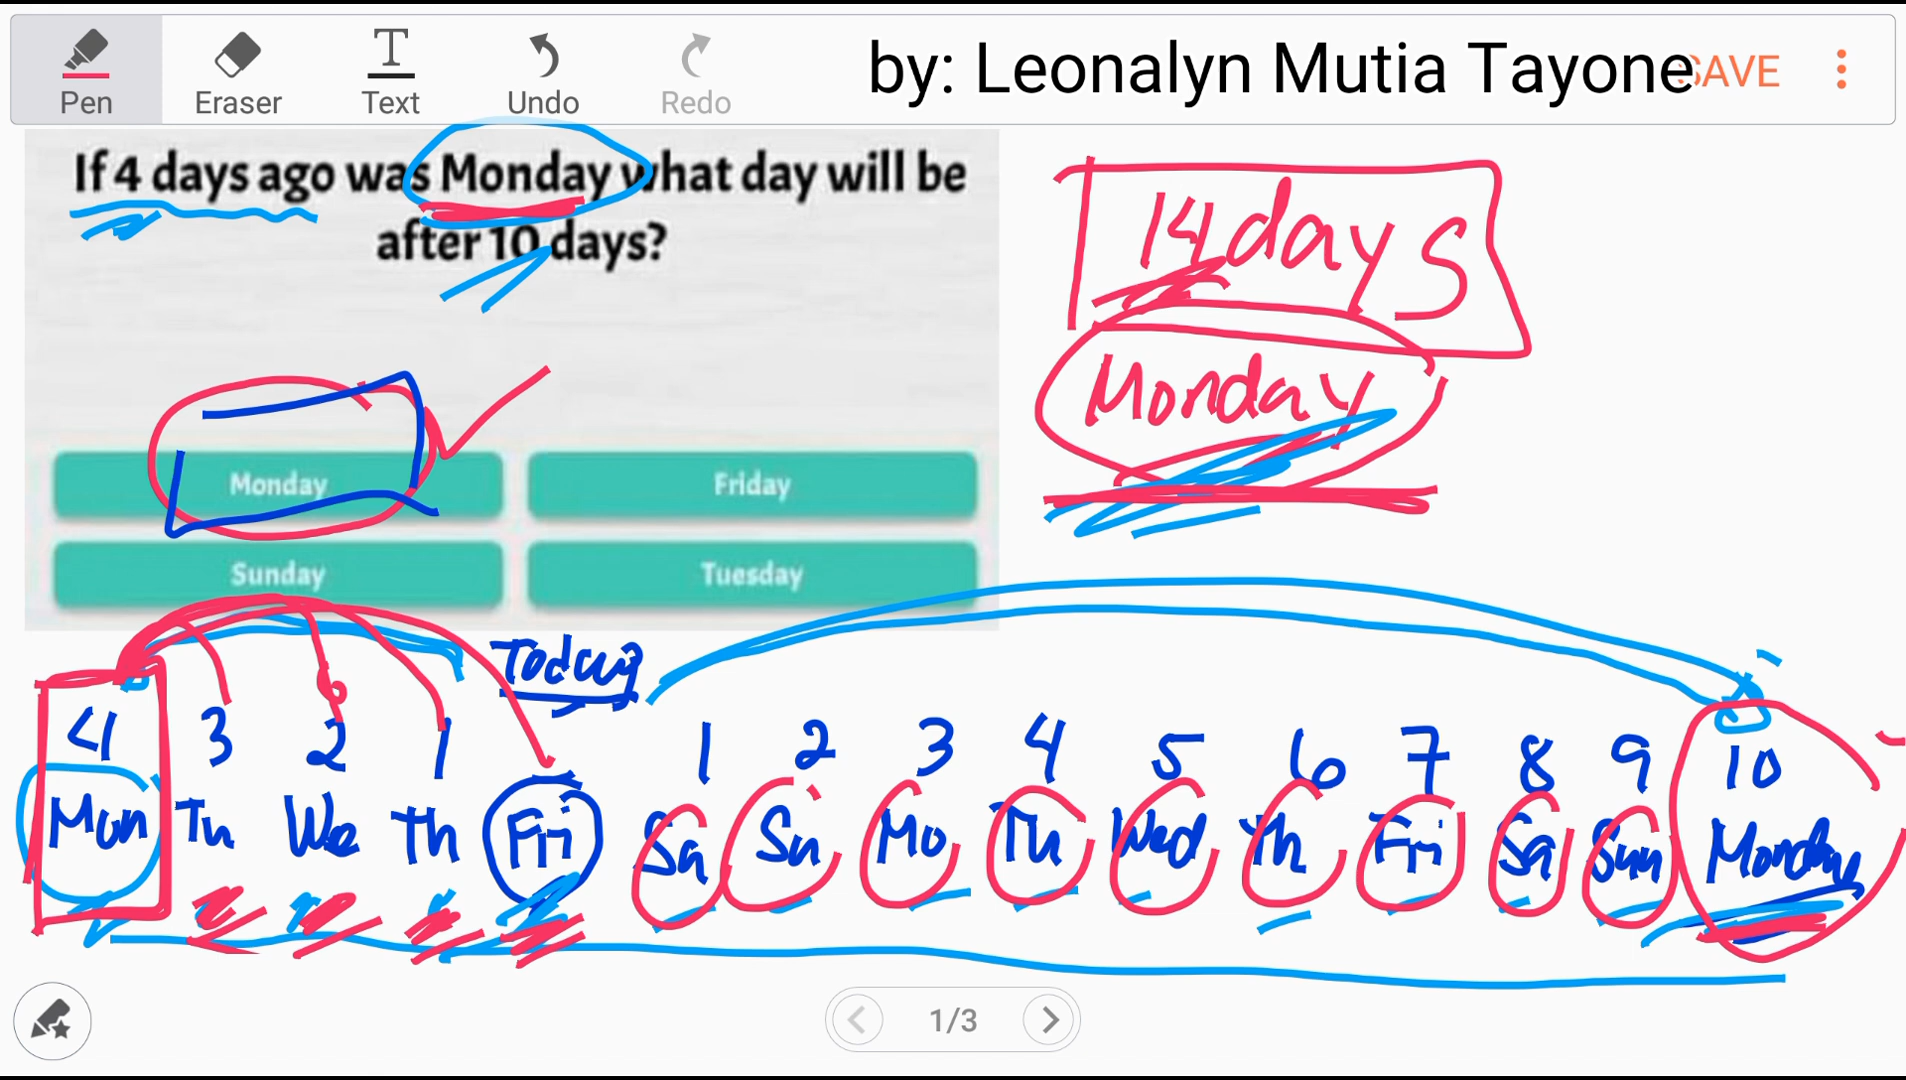 Pen
Eraser
Text
Undo
Redo
by: Leonalyn Mutia Tayone
SAVE
If 4 days ago was Monday what day will be
after 10 days?
14 days
Monday
Monday
Friday
Sunday
Tuesday
Today
4 3 2 1 1 2 3 4 5 6 7 8 9 10
Mon Tu We Th Fri Sa Su Mo Tu Wed Th Fri Sa Sun Monday
1/3